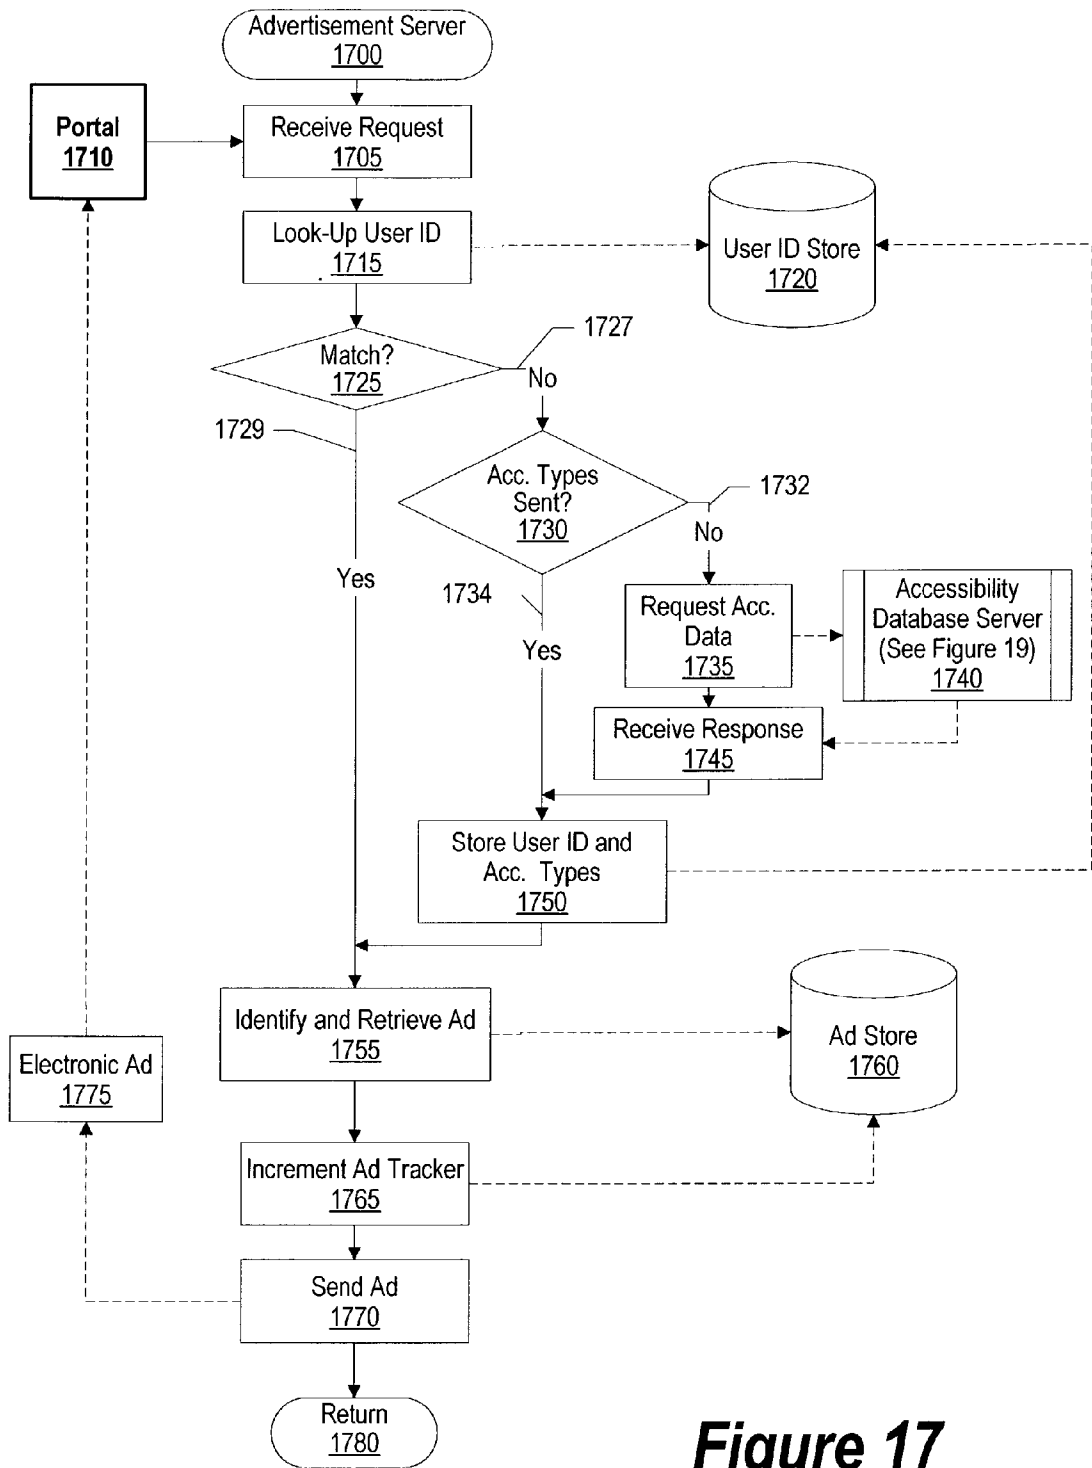 Advertisement Server
1700
Portal
1710
Receive Request
1705
Look-Up User ID
1715
User ID Store
1720
1727
Match?
1725
No
1729
Acc. Types
Sent?
1730
1732
No
Yes
1734
Yes
Request Acc.
Data
1735
Accessibility
Database Server
(See Figure 19)
1740
Receive Response
1745
Store User ID and
Acc. Types
1750
Identify and Retrieve Ad
1755
Ad Store
1760
Electronic Ad
1775
Increment Ad Tracker
1765
Send Ad
1770
Return
1780
Figure 17